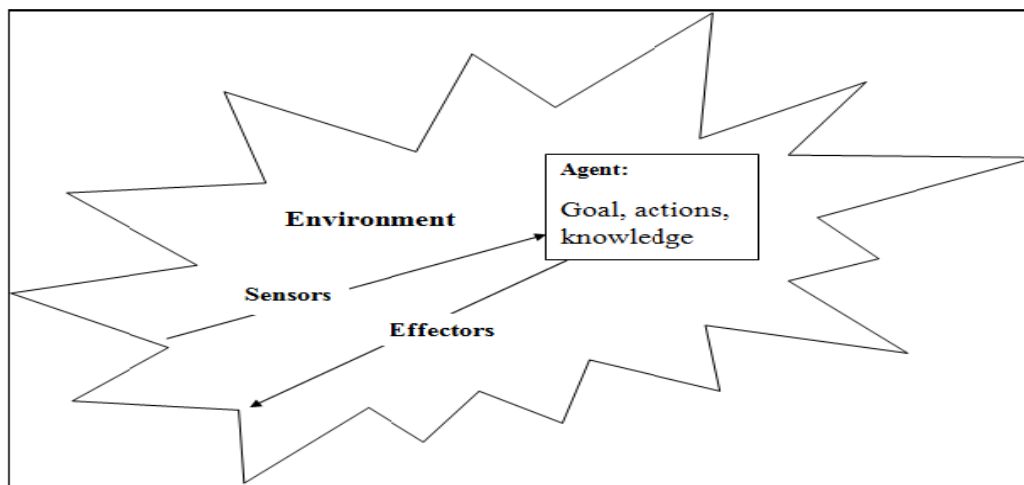 Agent:
Goal, actions,
knowledge
Environment
Sensors
Effectors